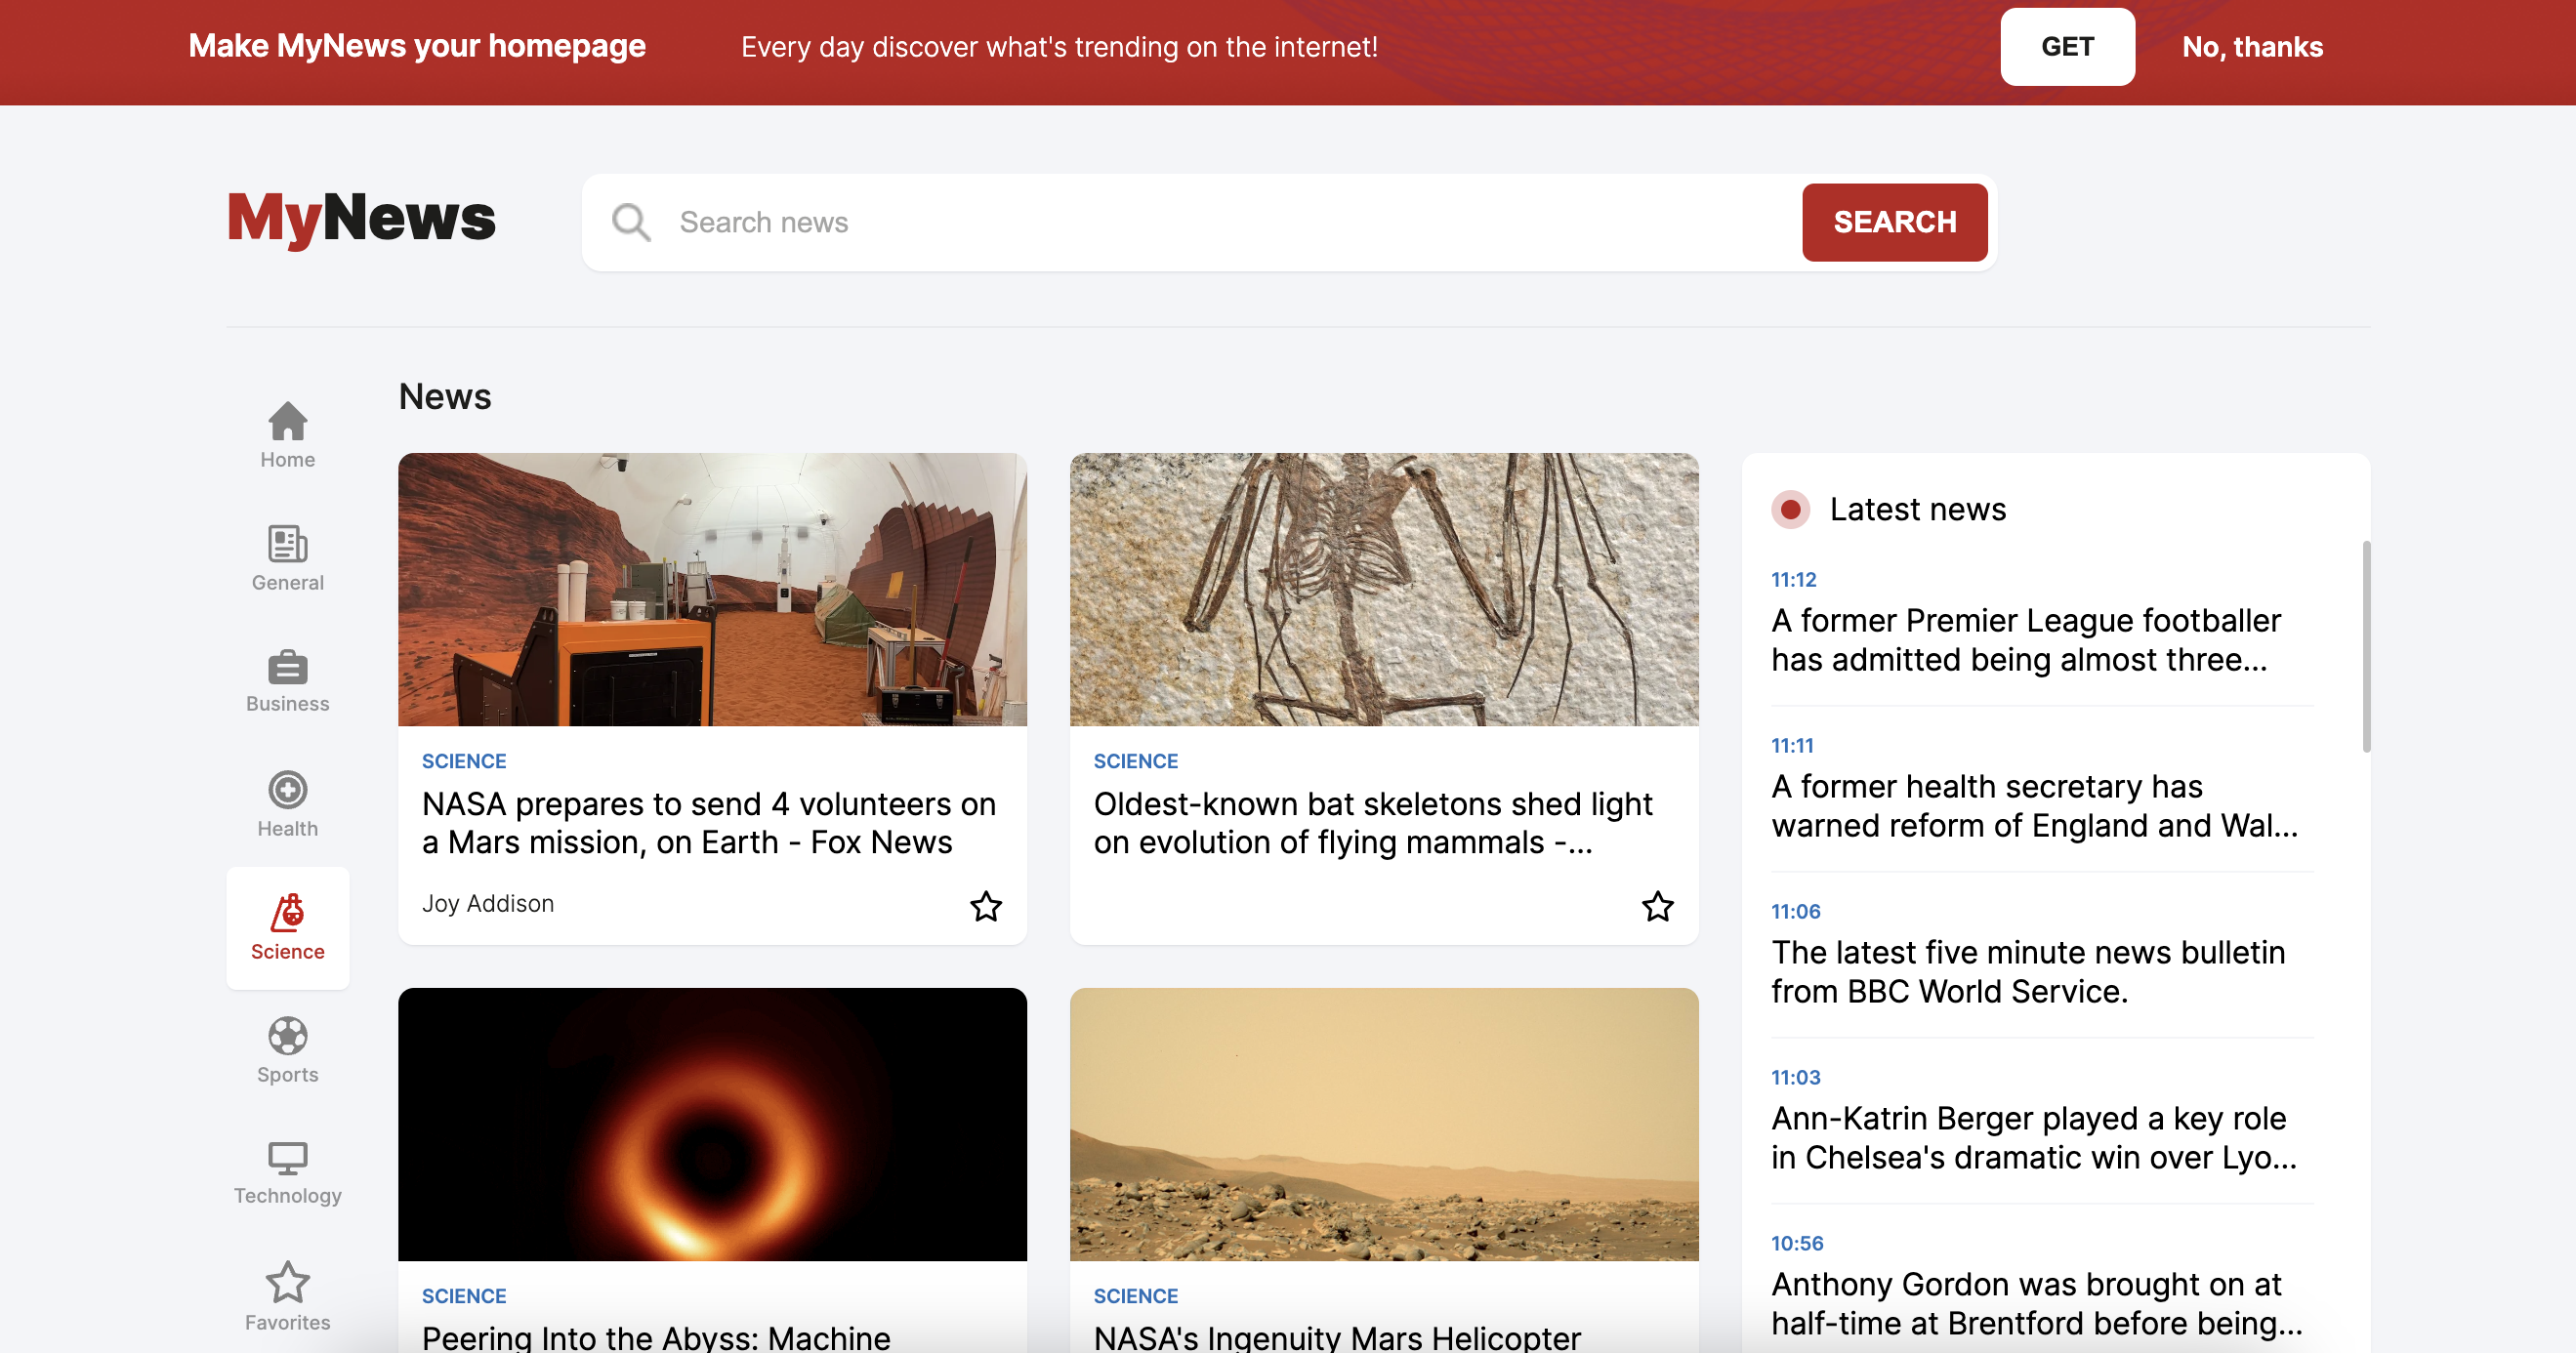 Make MyNews your homepage
Every day discover what's trending on the internet!
GET
No, thanks
MyNews
Search news
SEARCH
Home
General
Business
Health
Science
Sports
Technology
Favorites
News
SCIENCE
NASA prepares to send 4 volunteers on
a Mars mission, on Earth - Fox News
Joy Addison
SCIENCE
Oldest-known bat skeletons shed light
on evolution of flying mammals -...
SCIENCE
Peering Into the Abyss: Machine
SCIENCE
NASA's Ingenuity Mars Helicopter
Latest news
11:12
A former Premier League footballer
has admitted being almost three...
11:11
A former health secretary has
warned reform of England and Wal...
11:06
The latest five minute news bulletin
from BBC World Service.
11:03
Ann-Katrin Berger played a key role
in Chelsea's dramatic win over Lyo...
10:56
Anthony Gordon was brought on at
half-time at Brentford before being...